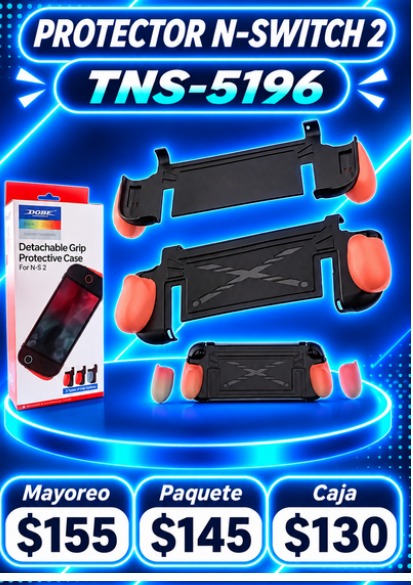 PROTECTOR N-SWITCH 2
TNS-5196
DOBE
Detachable Grip
Protective Case
For N-S 2
Mayoreo
Paquete
Caja
$155
$145
$130